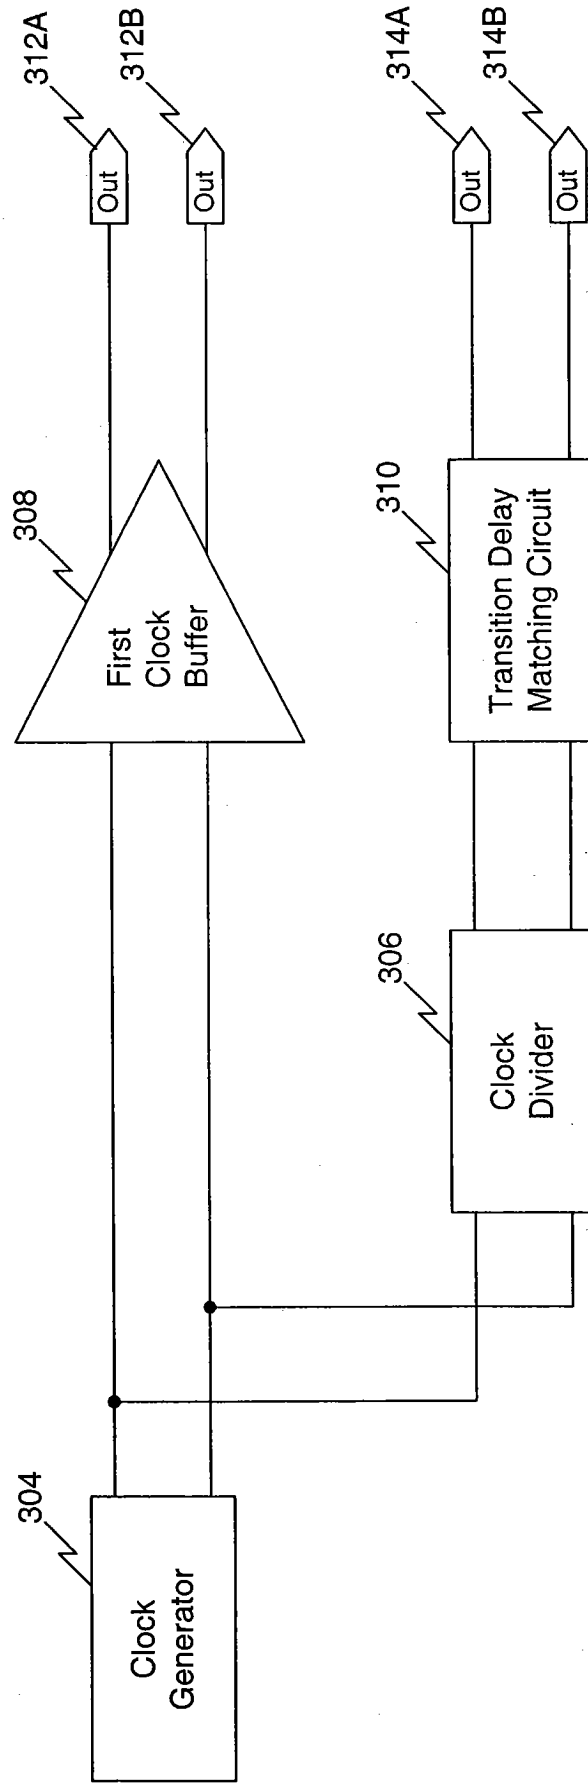 304
Clock
Generator
308
First
Clock
Buffer
Out
312A
Out
312B
306
Clock
Divider
310
Transition Delay
Matching Circuit
Out
314A
Out
314B